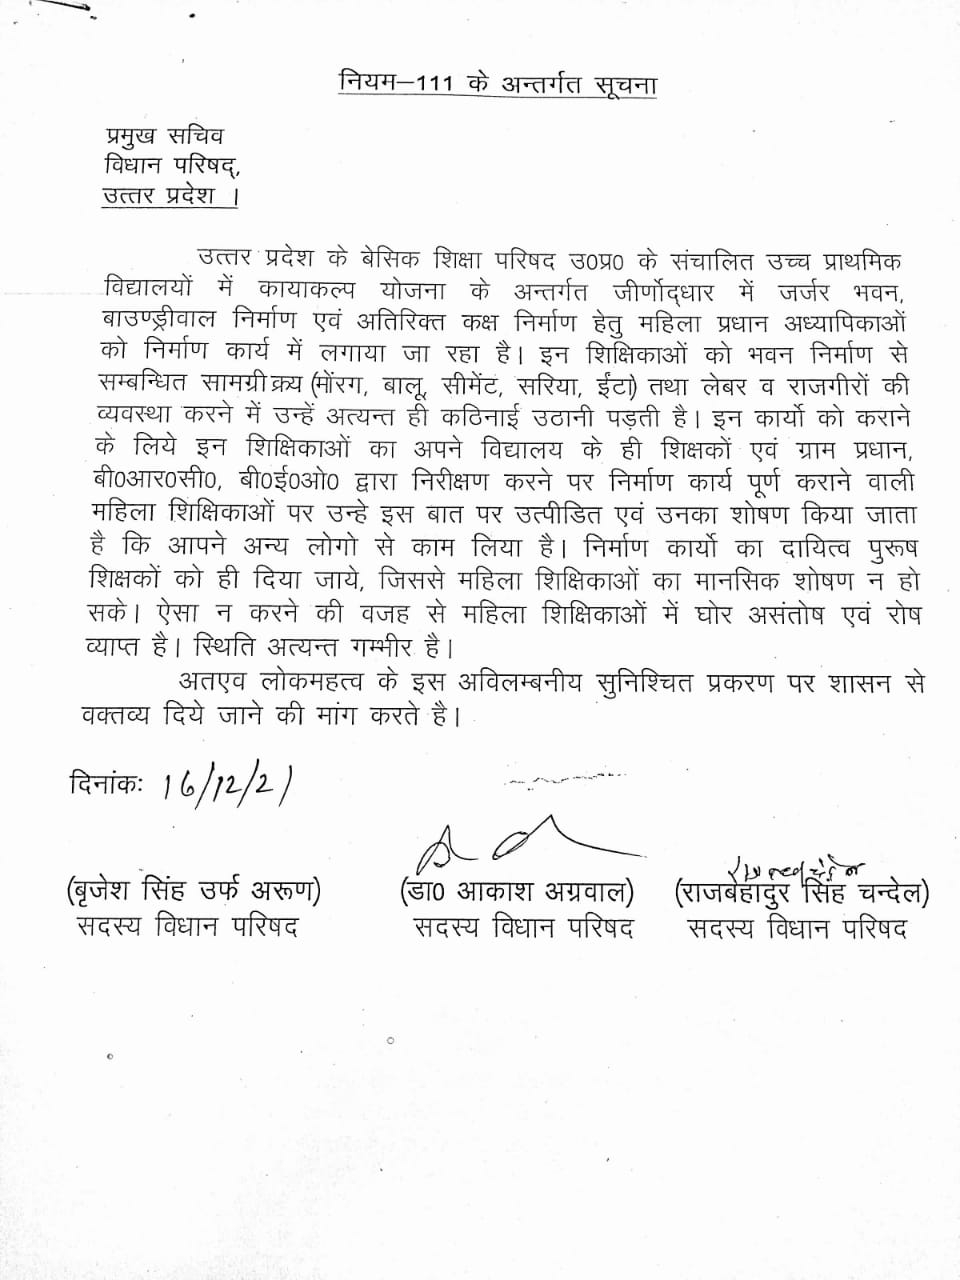 नियम–111 के अन्तर्गत सूचना
प्रमुख सचिव
विधान परिषद्,
उत्तर प्रदेश ।
उत्तर प्रदेश के बेसिक शिक्षा परिषद उ0प्र0 के संचालित उच्च प्राथमिक
विद्यालयों में कायाकल्प योजना के अन्तर्गत जीर्णोद्धार में जर्जर भवन,
बाउण्ड्रीवाल निर्माण एवं अतिरिक्त कक्ष निर्माण हेतु महिला प्रधान अध्यापिकाओं
को निर्माण कार्य में लगाया जा रहा है। इन शिक्षिकाओं को भवन निर्माण से
सम्बन्धित सामग्री क्रय (मोंरग, बालू, सीमेंट, सरिया, ईंटा) तथा लेबर व राजगीरों की
व्यवस्था करने में उन्हें अत्यन्त ही कठिनाई उठानी पड़ती है। इन कार्यो को कराने
के लिये इन शिक्षिकाओं का अपने विद्यालय के ही शिक्षकों एवं ग्राम प्रधान,
बी0आर0सी0, बी0ई0ओ0 द्वारा निरीक्षण करने पर निर्माण कार्य पूर्ण कराने वाली
महिला शिक्षिकाओं पर उन्हे इस बात पर उत्पीडित एवं उनका शोषण किया जाता
है कि आपने अन्य लोगो से काम लिया है। निर्माण कार्यो का दायित्व पुरूष
शिक्षकों को ही दिया जाये, जिससे महिला शिक्षिकाओं का मानसिक शोषण न हो
सके। ऐसा न करने की वजह से महिला शिक्षिकाओं में घोर असंतोष एवं रोष
व्याप्त है। स्थिति अत्यन्त गम्भीर है।
अतएव लोकमहत्व के इस अविलम्बनीय सुनिश्चित प्रकरण पर शासन से
वक्तव्य दिये जाने की मांग करते है।
दिनांकः 16/12/21
(बृजेश सिंह उर्फ अरूण) (डा0 आकाश अग्रवाल) (राजबहादुर सिंह चन्देल)
सदस्य विधान परिषद सदस्य विधान परिषद सदस्य विधान परिषद